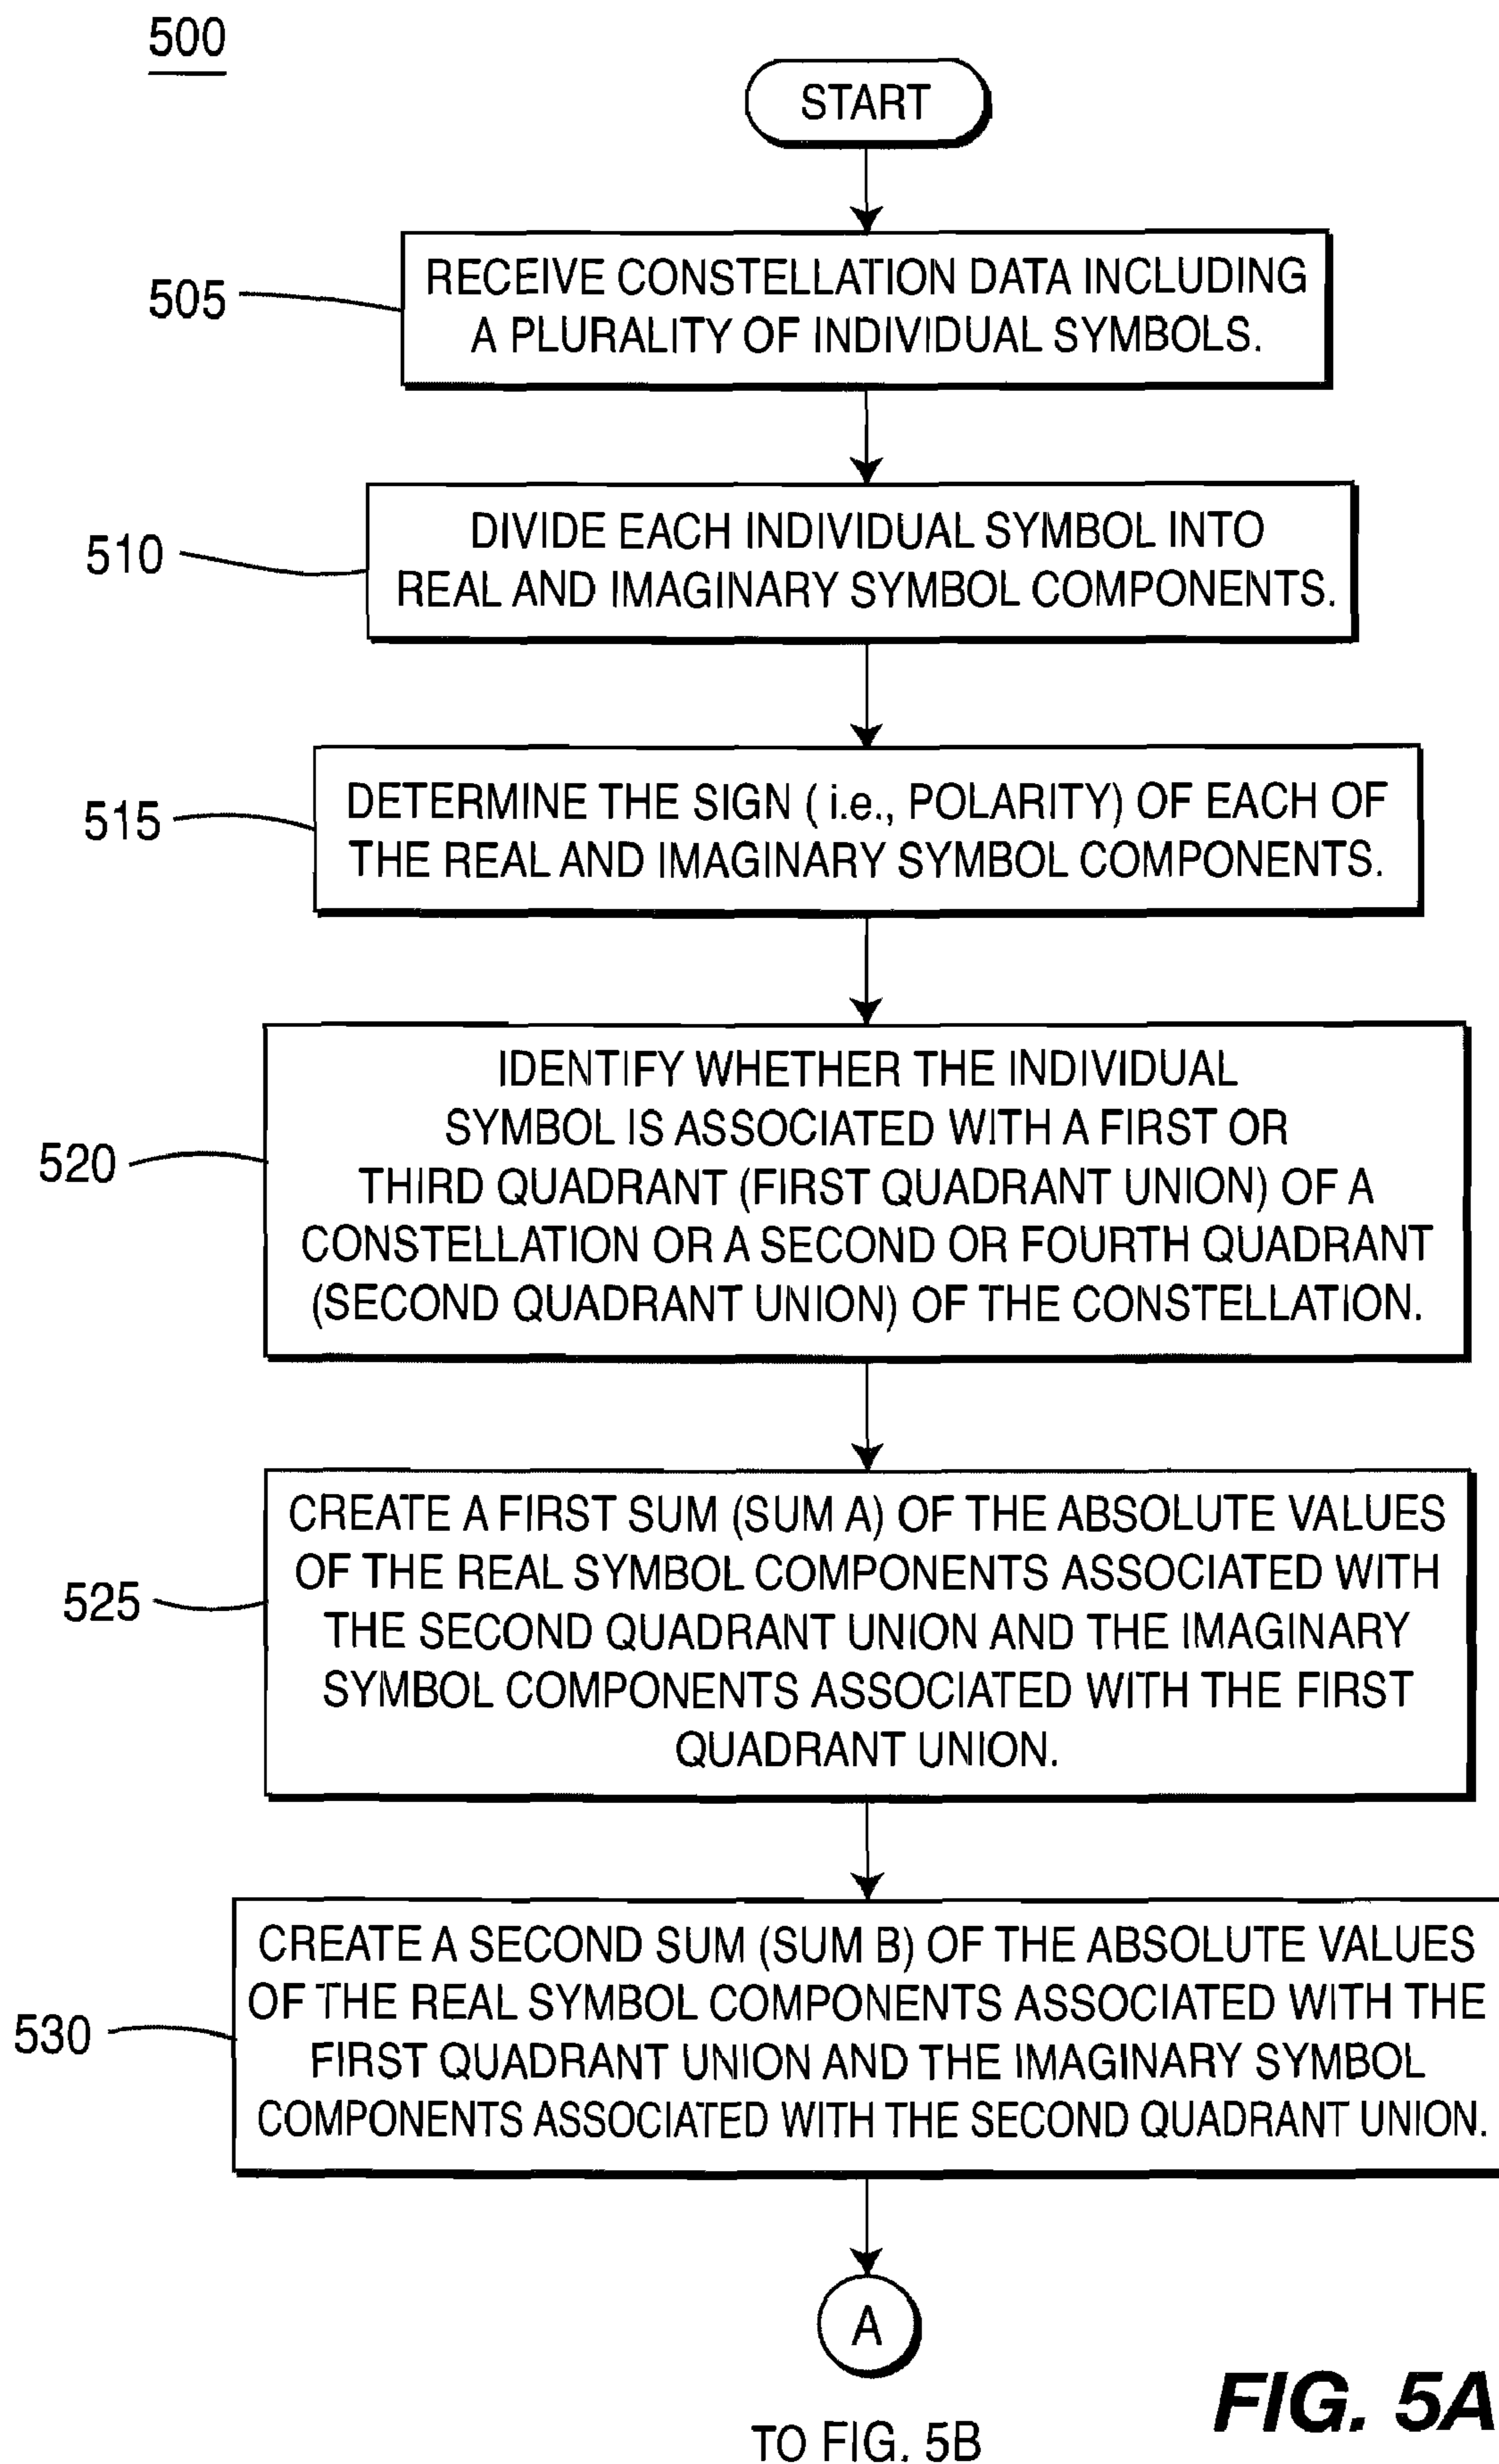 500
START
505
RECEIVE CONSTELLATION DATA INCLUDING
A PLURALITY OF INDIVIDUAL SYMBOLS.
510
DIVIDE EACH INDIVIDUAL SYMBOL INTO
REAL AND IMAGINARY SYMBOL COMPONENTS.
515
DETERMINE THE SIGN ( i.e., POLARITY) OF EACH OF
THE REAL AND IMAGINARY SYMBOL COMPONENTS.
520
IDENTIFY WHETHER THE INDIVIDUAL
SYMBOL IS ASSOCIATED WITH A FIRST OR
THIRD QUADRANT (FIRST QUADRANT UNION) OF A
CONSTELLATION OR A SECOND OR FOURTH QUADRANT
(SECOND QUADRANT UNION) OF THE CONSTELLATION.
525
CREATE A FIRST SUM (SUM A) OF THE ABSOLUTE VALUES
OF THE REAL SYMBOL COMPONENTS ASSOCIATED WITH
THE SECOND QUADRANT UNION AND THE IMAGINARY
SYMBOL COMPONENTS ASSOCIATED WITH THE FIRST
QUADRANT UNION.
530
CREATE A SECOND SUM (SUM B) OF THE ABSOLUTE VALUES
OF THE REAL SYMBOL COMPONENTS ASSOCIATED WITH THE
FIRST QUADRANT UNION AND THE IMAGINARY SYMBOL
COMPONENTS ASSOCIATED WITH THE SECOND QUADRANT UNION.
A
TO FIG. 5B
FIG. 5A